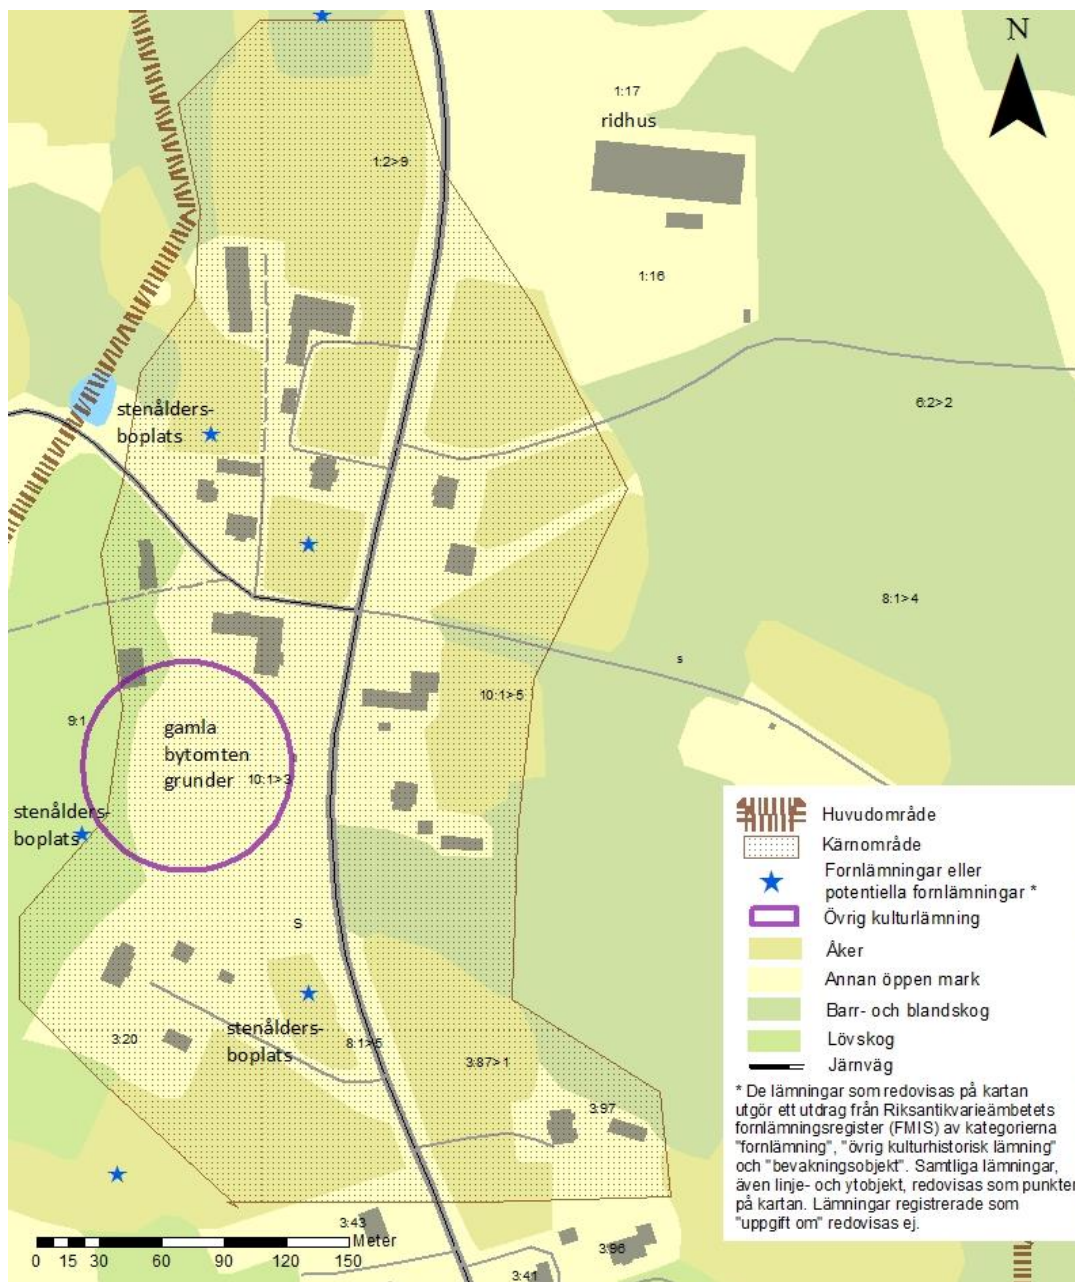 N
1:17
ridhus
1:2>9
1:16
6:2>2
stenålders-
boplats
8:1>4
s
10:1>5
9:1
gamla
bytomten
grunder
10:1>3
stenålders-
boplats
S
stenålders-
boplats
3:20
8:1>6
3:87>1
3:97
3:43
3:96
3:41
Meter
0 15 30 60 90 120 150
Huvudområde
Kärnområde
Fornlämningar eller
potentiella fornlämningar *
Övrig kulturlämning
Åker
Annan öppen mark
Barr- och blandskog
Lövskog
Järnväg
* De lämningar som redovisas på kartan
utgör ett utdrag från Riksantikvarieämbetets
fornlämningsregister (FMIS) av kategorierna
"fornlämning", "övrig kulturhistorisk lämning"
och "bevakningsobjekt". Samtliga lämningar,
även linje- och ytobjekt, redovisas som punkter
på kartan. Lämningar registrerade som
"uppgift om" redovisas ej.